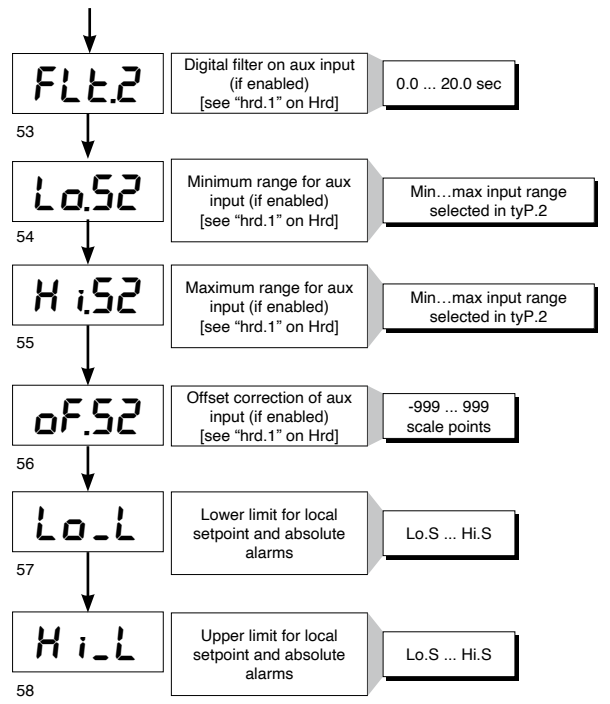 FLt.2
Digital filter on aux input
(if enabled)
[see “hrd.1” on Hrd]
0.0 ... 20.0 sec
53
Lo.S2
Minimum range for aux
input (if enabled)
[see “hrd.1” on Hrd]
Min…max input range
selected in tyP.2
54
Hi.S2
Maximum range for aux
input (if enabled)
[see “hrd.1” on Hrd]
Min…max input range
selected in tyP.2
55
oF.S2
Offset correction of aux
input (if enabled)
[see “hrd.1” on Hrd]
-999 ... 999
scale points
56
Lo_L
Lower limit for local
setpoint and absolute
alarms
Lo.S ... Hi.S
57
Hi_L
Upper limit for local
setpoint and absolute
alarms
Lo.S ... Hi.S
58